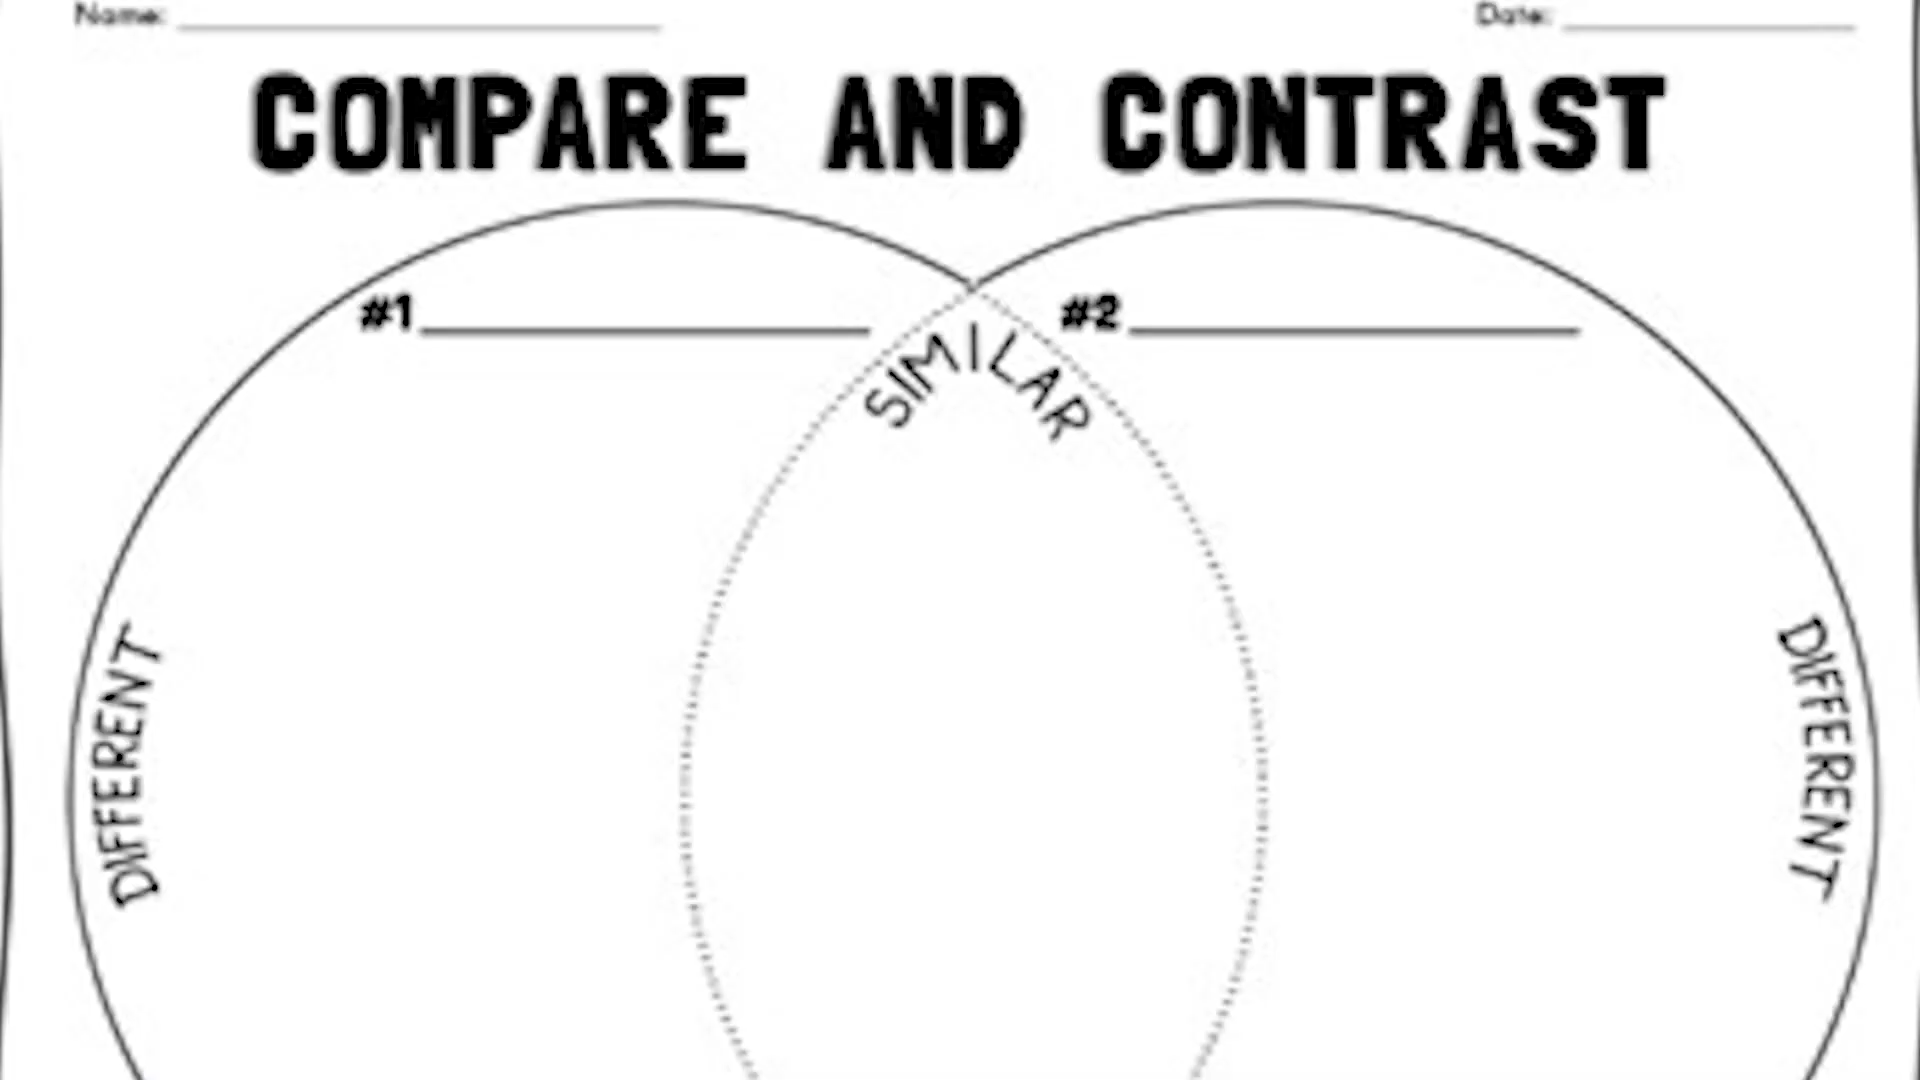 Name: Date:
COMPARE AND CONTRAST
#1 #2
SIMILAR
DIFFERENT
DIFFERENT